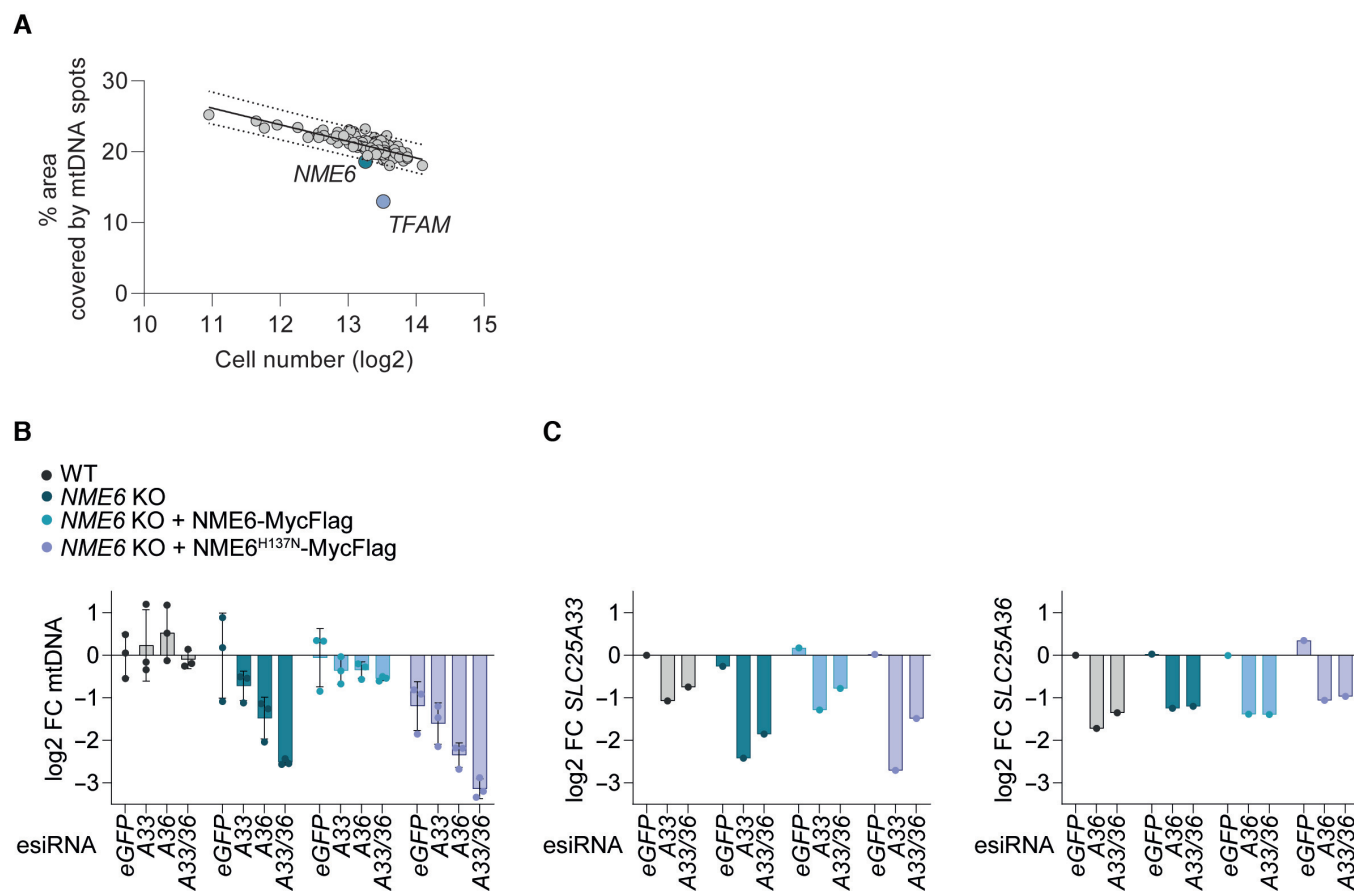 A
% area
covered by mtDNA spots
30
20
10
0
NME6
TFAM
10 11 12 13 14 15
Cell number (log2)
B
WT
NME6 KO
NME6 KO + NME6-MycFlag
NME6 KO + NME6H137N-MycFlag
log2 FC mtDNA
1
0
−1
−2
−3
esiRNA
eGFP A33 A36 A33/36 eGFP A33 A36 A33/36 eGFP A33 A36 A33/36 eGFP A33 A36 A33/36
C
log2 FC SLC25A33
1
0
−1
−2
−3
esiRNA
eGFP A33 A33/36 eGFP A33 A33/36 eGFP A33 A33/36 eGFP A36 A33/36
log2 FC SLC25A36
1
0
−1
−2
−3
esiRNA
eGFP A36 A33/36 eGFP A36 A33/36 eGFP A36 A33/36 eGFP A36 A33/36